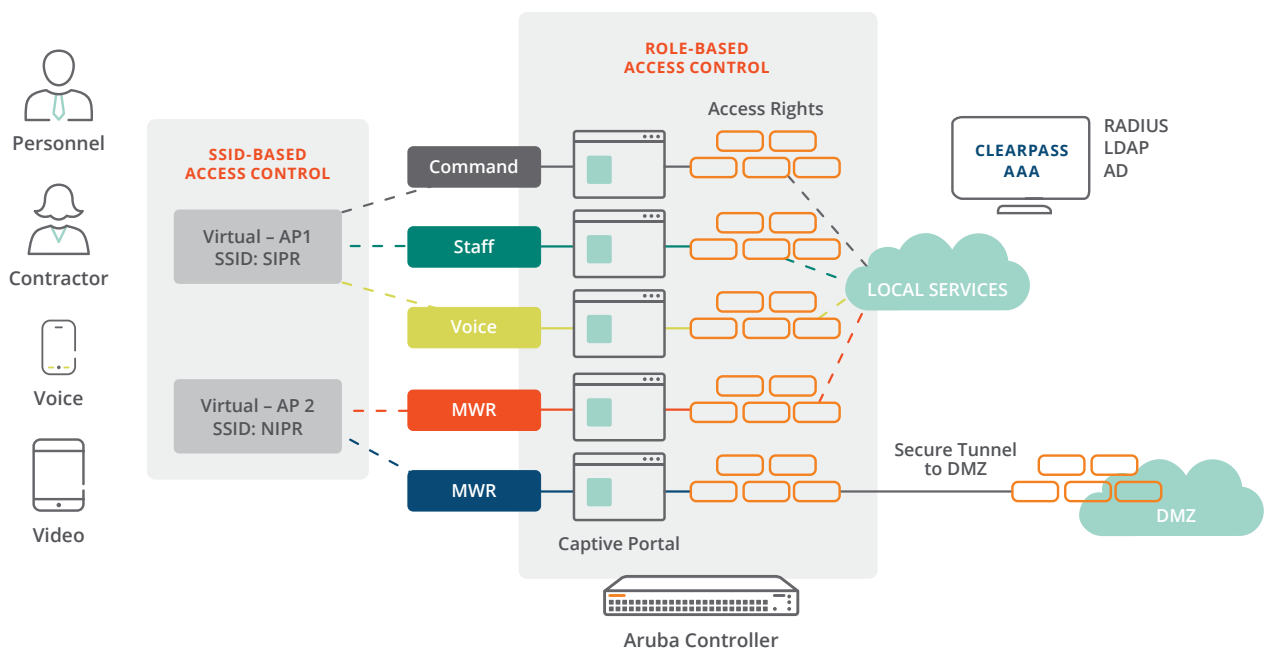 Personnel
Contractor
Voice
Video
SSID-BASED
ACCESS CONTROL
Virtual – AP1
SSID: SIPR
Virtual – AP 2
SSID: NIPR
Command
Staff
Voice
MWR
MWR
ROLE-BASED
ACCESS CONTROL
Access Rights
Captive Portal
Aruba Controller
CLEARPASS
AAA
RADIUS
LDAP
AD
LOCAL SERVICES
Secure Tunnel
to DMZ
DMZ